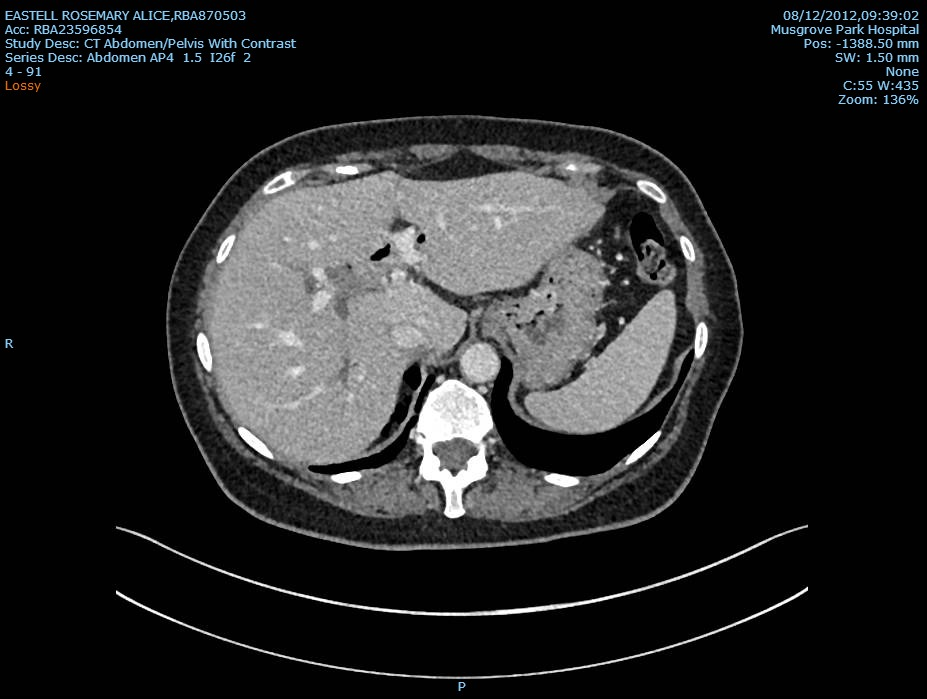 EASTELL ROSEMARY ALICE,RBA870503
Acc: RBA23596854
Study Desc: CT Abdomen/Pelvis With Contrast
Series Desc: Abdomen AP4 1.5 I26f 2
4 - 91
Lossy
08/12/2012,09:39:02
Musgrove Park Hospital
Pos: -1388.50 mm
SW: 1.50 mm
None
C:55 W:435
Zoom: 136%
R
P